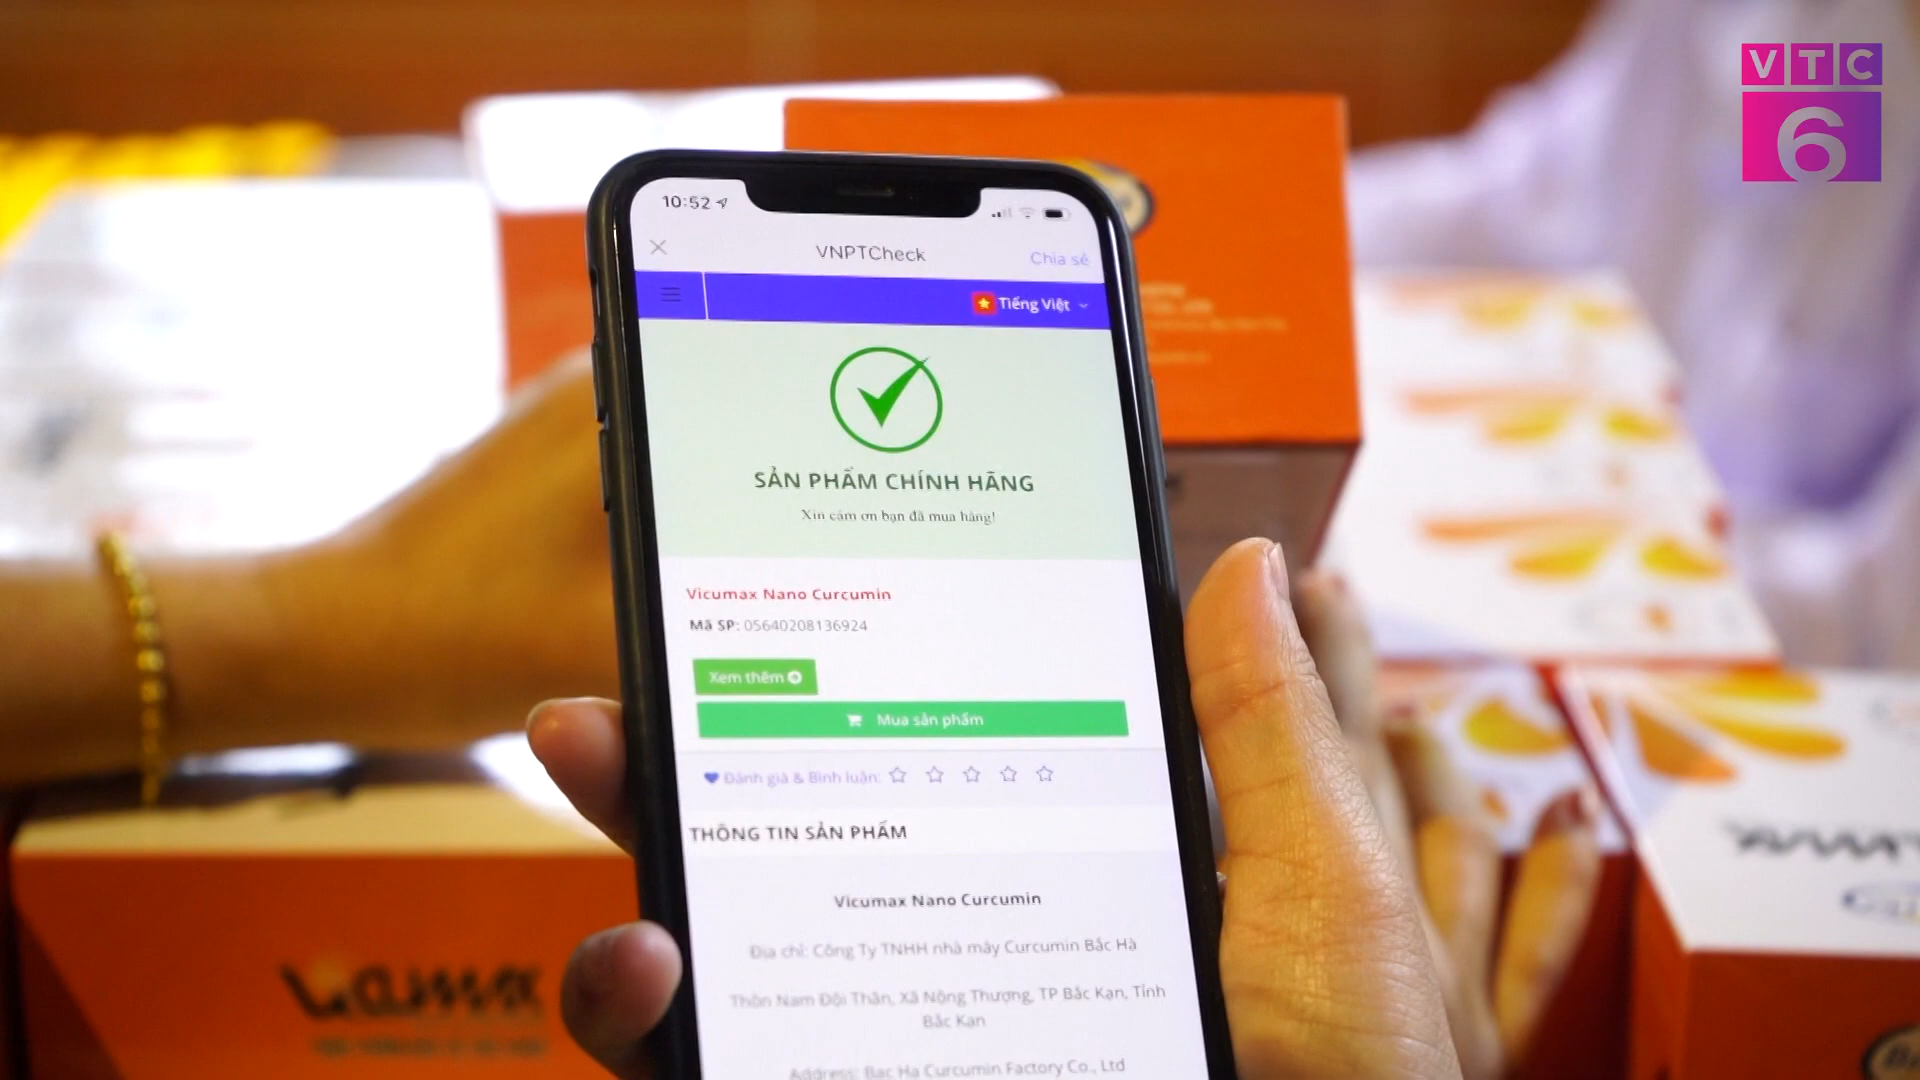 VTC
6
10:52
VNPTCheck
Chia sẻ
Tiếng Việt
SẢN PHẨM CHÍNH HÃNG
Xin cảm ơn bạn đã mua hàng!
Vicumax Nano Curcumin
Mã SP: 05640208136924
Xem thêm
Mua sản phẩm
Đánh giá & Bình luận:
THÔNG TIN SẢN PHẨM
Vicumax Nano Curcumin
Địa chỉ: Công Ty TNHH nhà máy Curcumin Bắc Hà
Thôn Nam Đội Thân, Xã Nông Thượng, TP Bắc Kạn, Tỉnh
Bắc Kạn
Address: Bac Ha Curcumin Factory Co., Ltd